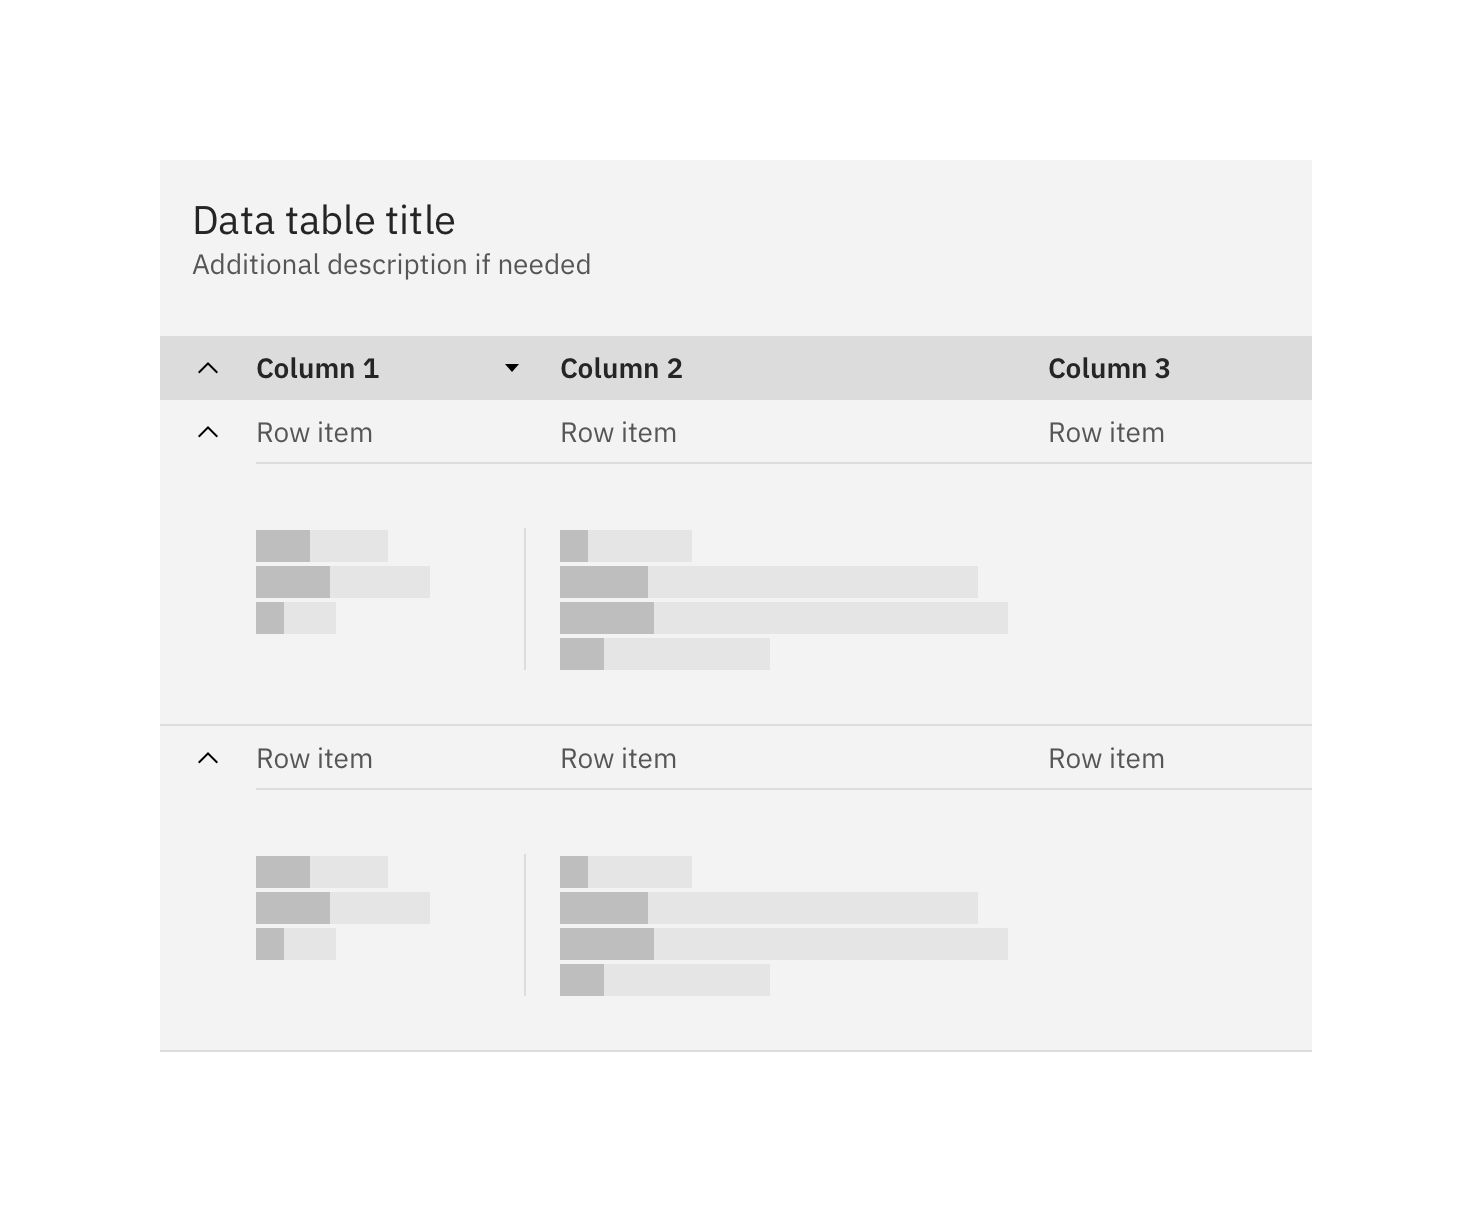 Data table title
Additional description if needed
Column 1 Column 2 Column 3
Row item Row item Row item
Row item Row item Row item